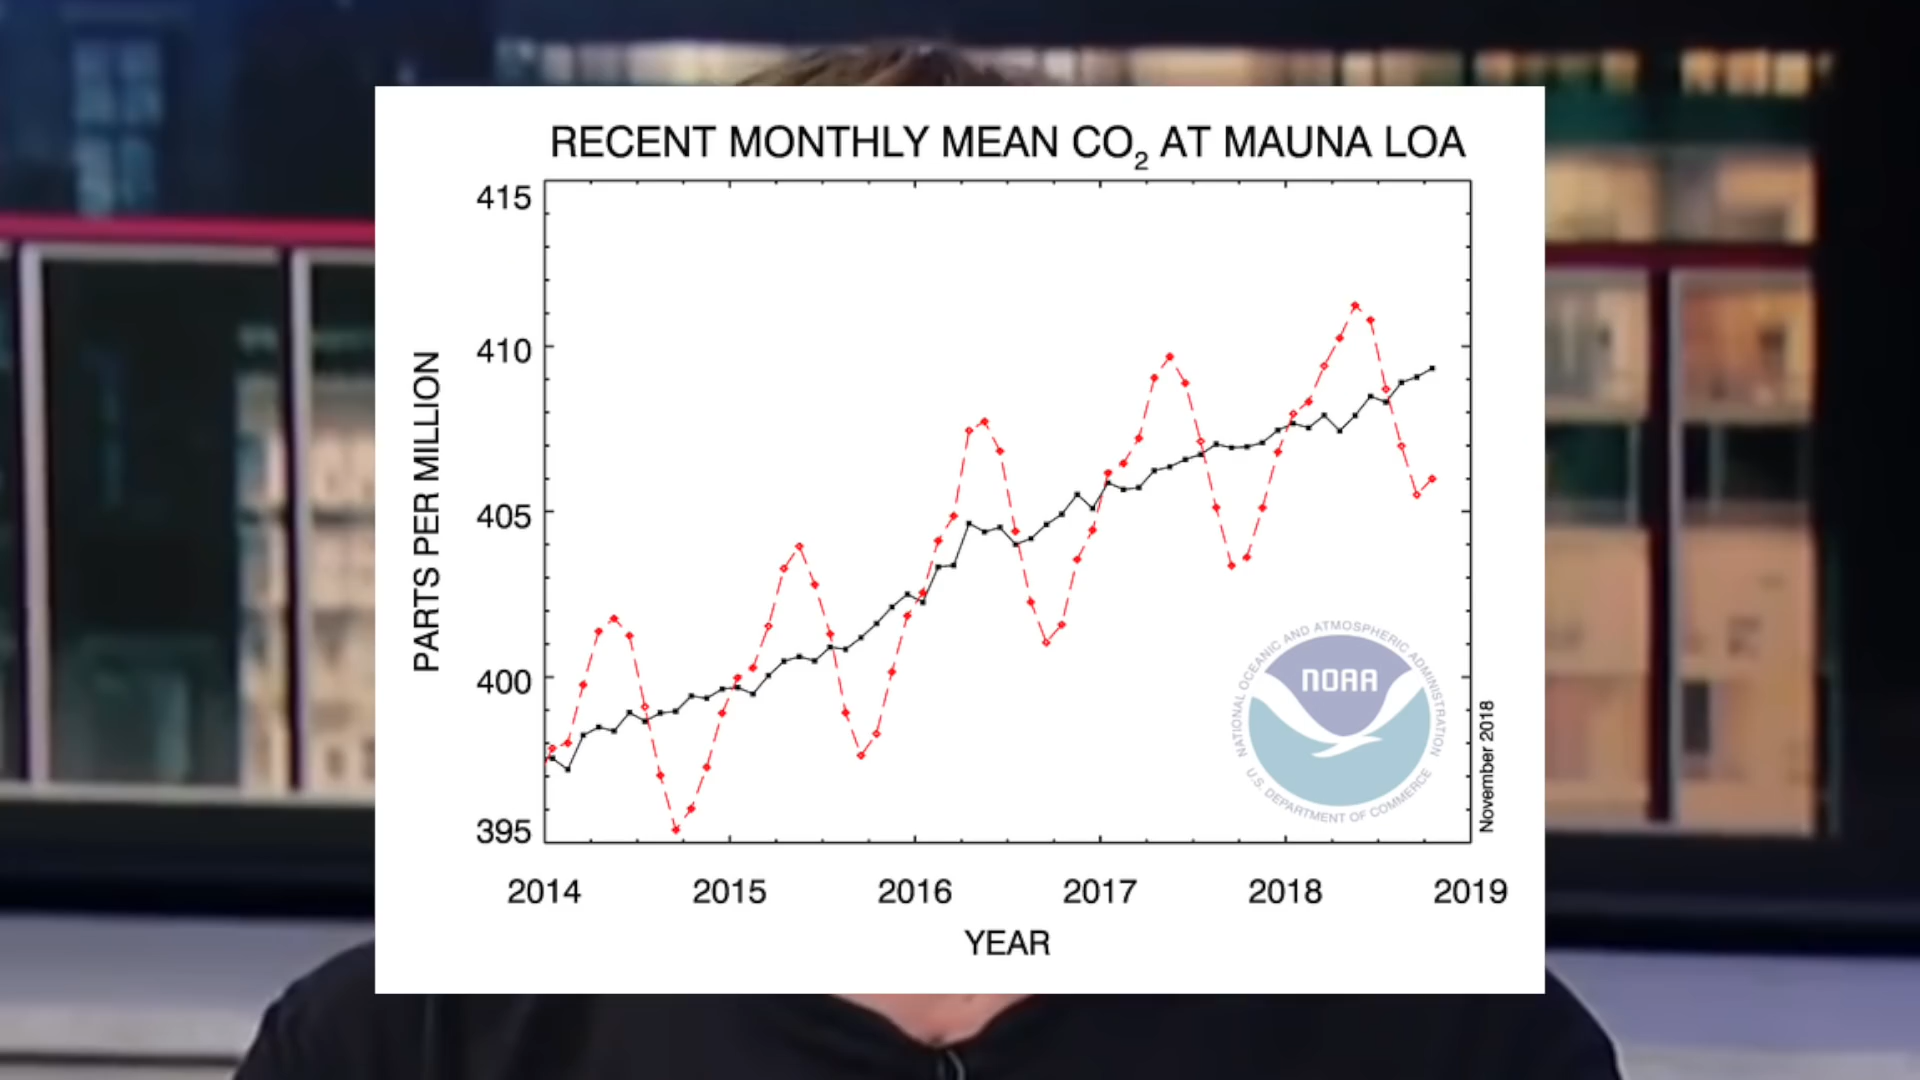 RECENT MONTHLY MEAN CO₂ AT MAUNA LOA
415
410
405
400
395
PARTS PER MILLION
2014 2015 2016 2017 2018 2019
YEAR
NATIONAL OCEANIC AND ATMOSPHERIC ADMINISTRATION
NOAA
U.S. DEPARTMENT OF COMMERCE
November 2018